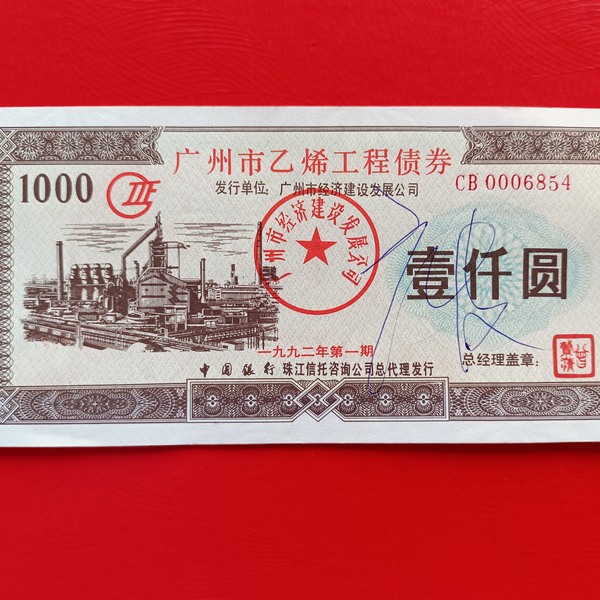 广州市乙烯工程债券
1000
发行单位：广州市经济建设发展公司
CB 0006854
广州市经济建设发展公司
壹仟圆
一九九二年第一期
总经理盖章：
中国银行 珠江信托咨询公司总代理发行